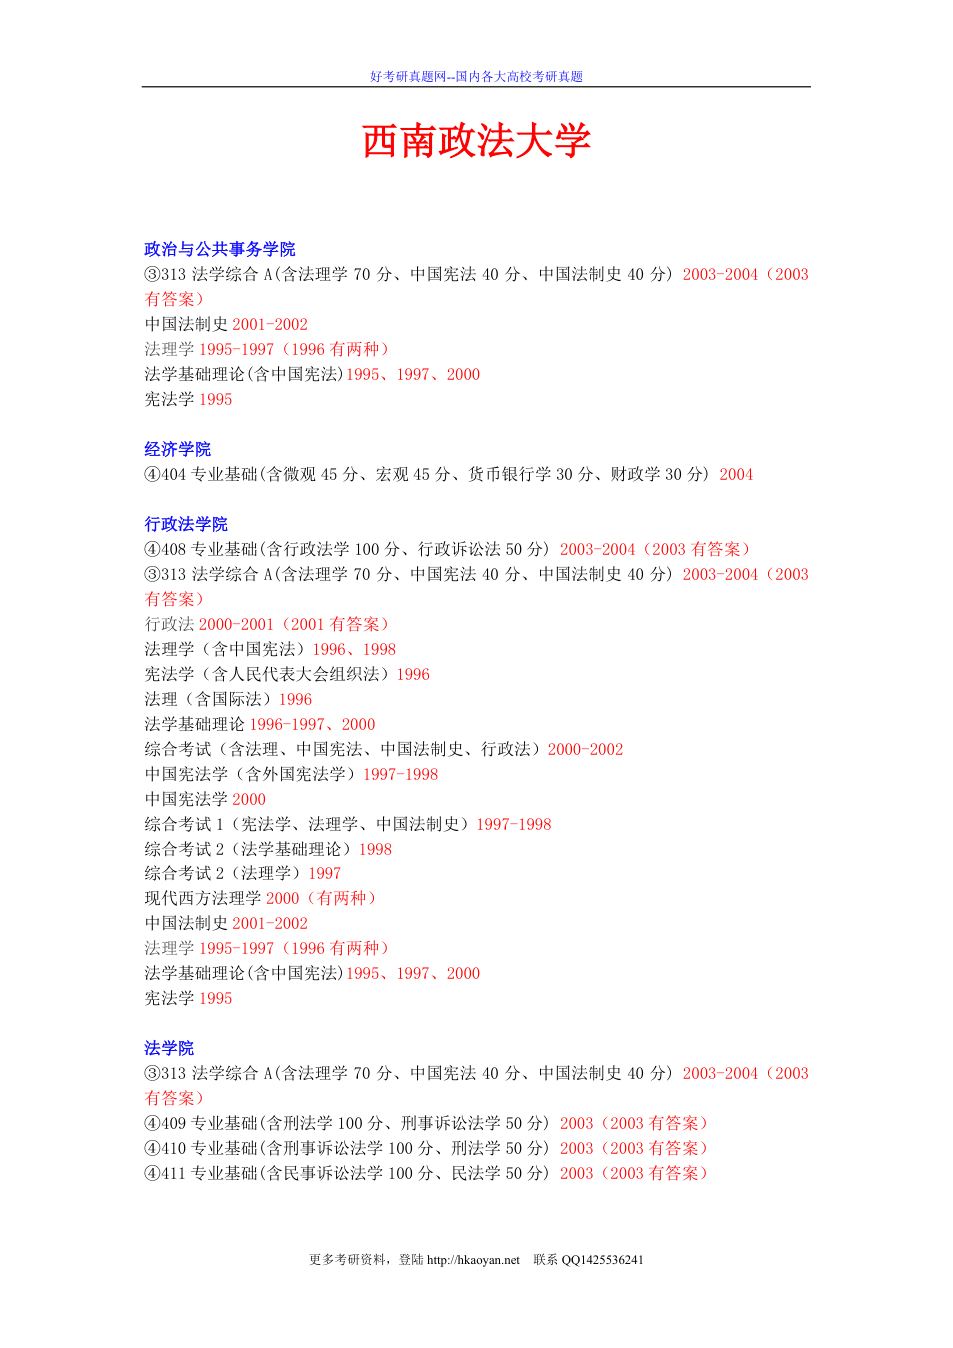 好考研真题网--国内各大高校考研真题
西南政法大学
政治与公共事务学院
③313 法学综合 A(含法理学 70 分、中国宪法 40 分、中国法制史 40 分) 2003-2004（2003
有答案）
中国法制史 2001-2002
法理学 1995-1997（1996 有两种）
法学基础理论(含中国宪法)1995、1997、2000
宪法学 1995
经济学院
④404 专业基础(含微观 45 分、宏观 45 分、货币银行学 30 分、财政学 30 分) 2004
行政法学院
④408 专业基础(含行政法学 100 分、行政诉讼法 50 分) 2003-2004（2003 有答案）
③313 法学综合 A(含法理学 70 分、中国宪法 40 分、中国法制史 40 分) 2003-2004（2003
有答案）
行政法 2000-2001（2001 有答案）
法理学（含中国宪法）1996、1998
宪法学（含人民代表大会组织法）1996
法理（含国际法）1996
法学基础理论 1996-1997、2000
综合考试（含法理、中国宪法、中国法制史、行政法）2000-2002
中国宪法学（含外国宪法学）1997-1998
中国宪法学 2000
综合考试 1（宪法学、法理学、中国法制史）1997-1998
综合考试 2（法学基础理论）1998
综合考试 2（法理学）1997
现代西方法理学 2000（有两种）
中国法制史 2001-2002
法理学 1995-1997（1996 有两种）
法学基础理论(含中国宪法)1995、1997、2000
宪法学 1995
法学院
③313 法学综合 A(含法理学 70 分、中国宪法 40 分、中国法制史 40 分) 2003-2004（2003
有答案）
④409 专业基础(含刑法学 100 分、刑事诉讼法学 50 分) 2003（2003 有答案）
④410 专业基础(含刑事诉讼法学 100 分、刑法学 50 分) 2003（2003 有答案）
④411 专业基础(含民事诉讼法学 100 分、民法学 50 分) 2003（2003 有答案）
更多考研资料，登陆 http://hkaoyan.net 联系 QQ1425536241